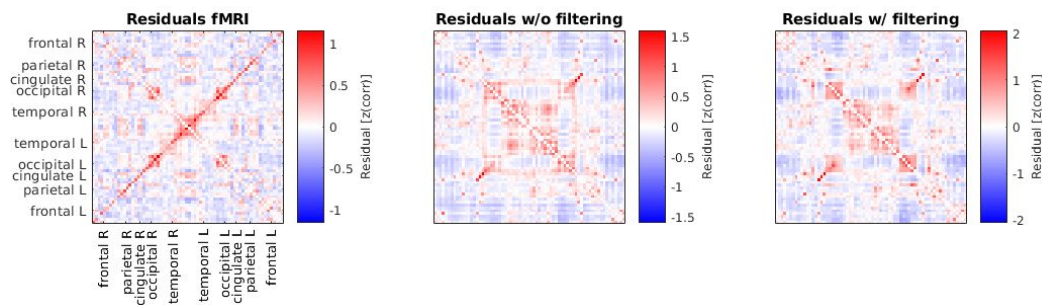 Residuals fMRI
frontal R
parietal R
cingulate R
occipital R
temporal R
temporal L
occipital L
cingulate L
parietal L
frontal L
frontal R
parietal R
cingulate R
occipital R
temporal R
temporal L
occipital L
cingulate L
parietal L
frontal L
1
0.5
0
-0.5
-1
Residual [z(corr)]
Residuals w/o filtering
1.5
1
0.5
0
-0.5
-1
-1.5
Residual [z(corr)]
Residuals w/ filtering
2
1
0
-1
-2
Residual [z(corr)]